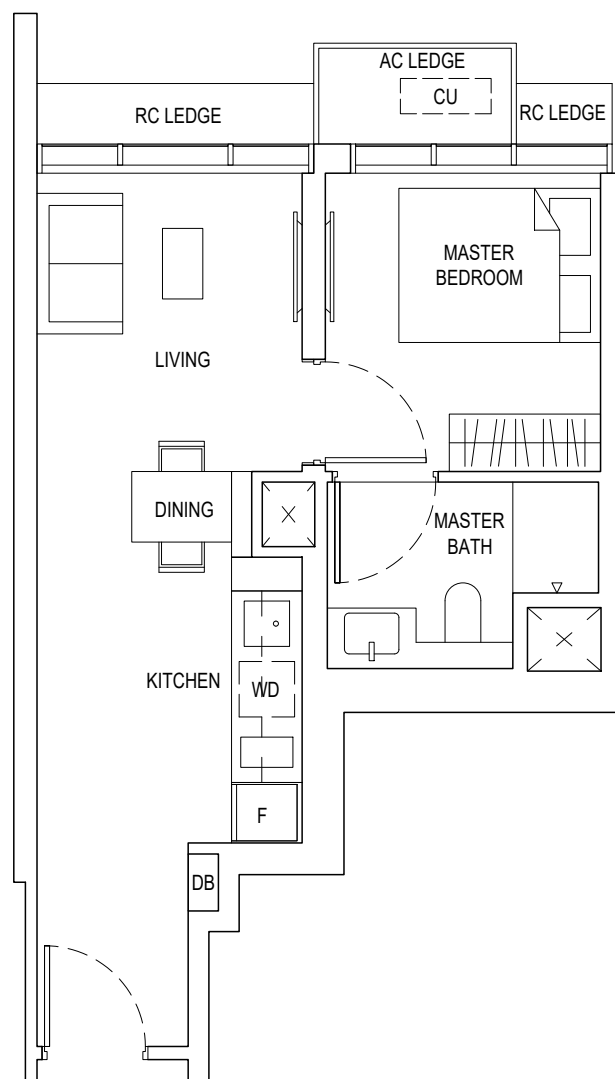 AC LEDGE
CU
RC LEDGE
RC LEDGE
MASTER
BEDROOM
LIVING
DINING
MASTER
BATH
KITCHEN
WD
F
DB